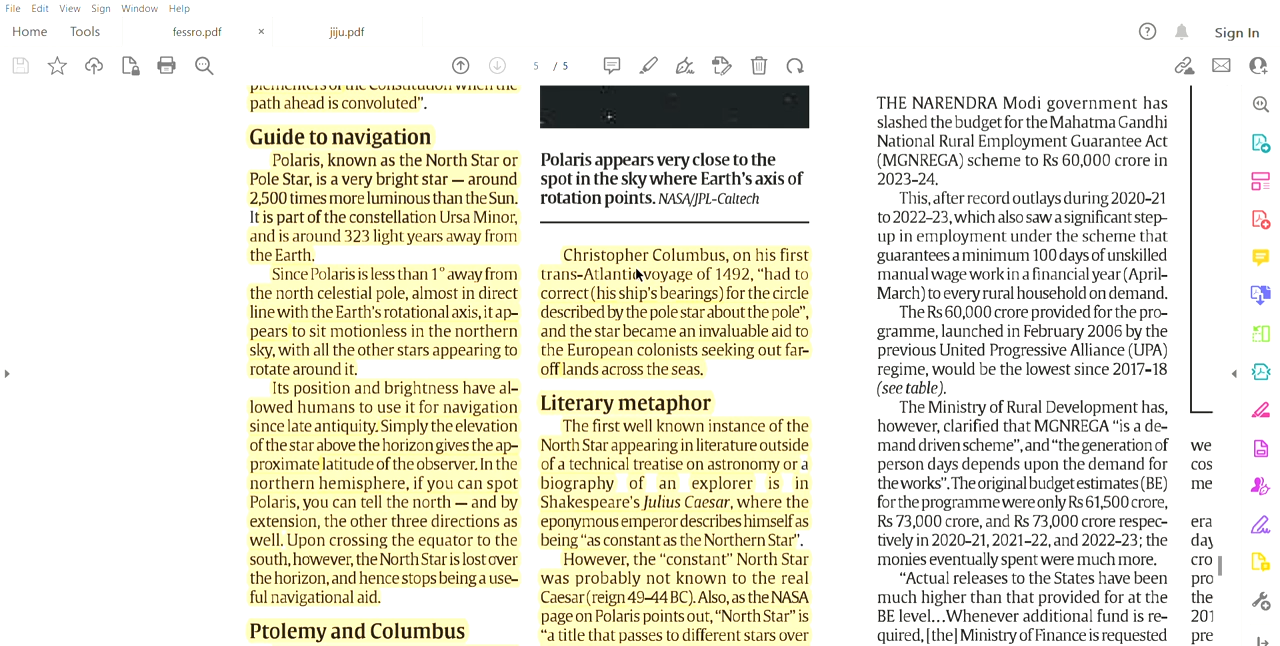 File Edit View Sign Window Help
Home Tools fessro.pdf × jiju.pdf Sign In
5 / 5
plementers of the Constitution when the
path ahead is convoluted”.
Guide to navigation
Polaris, known as the North Star or
Pole Star, is a very bright star — around
2,500 times more luminous than the Sun.
It is part of the constellation Ursa Minor,
and is around 323 light years away from
the Earth.
Since Polaris is less than 1° away from
the north celestial pole, almost in direct
line with the Earth’s rotational axis, it ap-
pears to sit motionless in the northern
sky, with all the other stars appearing to
rotate around it.
Its position and brightness have al-
lowed humans to use it for navigation
since late antiquity. Simply the elevation
of the star above the horizon gives the ap-
proximate latitude of the observer. In the
northern hemisphere, if you can spot
Polaris, you can tell the north — and by
extension, the other three directions as
well. Upon crossing the equator to the
south, however, the North Star is lost over
the horizon, and hence stops being a use-
ful navigational aid.
Ptolemy and Columbus
Polaris appears very close to the
spot in the sky where Earth’s axis of
rotation points. NASA/JPL-Caltech
Christopher Columbus, on his first
trans-Atlantic voyage of 1492, “had to
correct (his ship’s bearings) for the circle
described by the pole star about the pole”,
and the star became an invaluable aid to
the European colonists seeking out far-
off lands across the seas.
Literary metaphor
The first well known instance of the
North Star appearing in literature outside
of a technical treatise on astronomy or a
biography of an explorer is in
Shakespeare’s Julius Caesar, where the
eponymous emperor describes himself as
being “as constant as the Northern Star”.
However, the “constant” North Star
was probably not known to the real
Caesar (reign 49-44 BC). Also, as the NASA
page on Polaris points out, “North Star” is
“a title that passes to different stars over
THE NARENDRA Modi government has
slashed the budget for the Mahatma Gandhi
National Rural Employment Guarantee Act
(MGNREGA) scheme to Rs 60,000 crore in
2023-24.
This, after record outlays during 2020-21
to 2022-23, which also saw a significant step-
up in employment under the scheme that
guarantees a minimum 100 days of unskilled
manual wage work in a financial year (April-
March) to every rural household on demand.
The Rs 60,000 crore provided for the pro-
gramme, launched in February 2006 by the
previous United Progressive Alliance (UPA)
regime, would be the lowest since 2017-18
(see table).
The Ministry of Rural Development has,
however, clarified that MGNREGA “is a de-
mand driven scheme”, and “the generation of
person days depends upon the demand for
the works”. The original budget estimates (BE)
for the programme were only Rs 61,500 crore,
Rs 73,000 crore, and Rs 73,000 crore respec-
tively in 2020-21, 2021-22, and 2022-23; the
monies eventually spent were much more.
“Actual releases to the States have been
much higher than that provided for at the
BE level...Whenever additional fund is re-
quired, [the] Ministry of Finance is requested
we
cos
me
era
day
cro
pro
the
201
pre